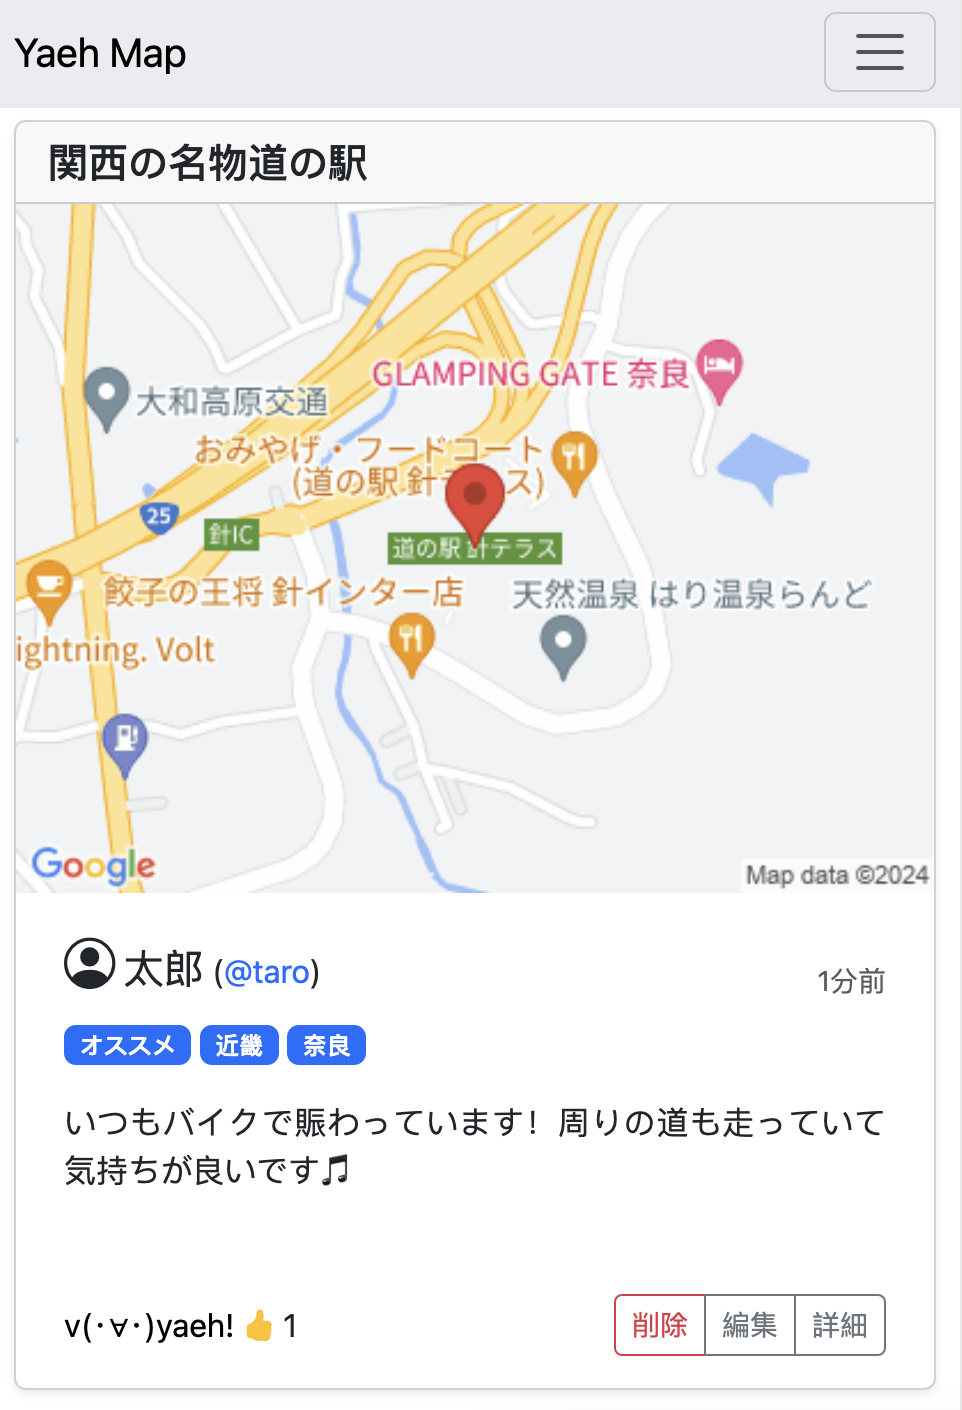 Yaeh Map
関西の名物道の駅
GLAMPING GATE 奈良
大和高原交通
おみやげ・フードコート
(道の駅 針テラス)
25
針IC
道の駅 針テラス
餃子の王将 針インター店
天然温泉 はり温泉らんど
ightning. Volt
Google
Map data ©2024
太郎 (@taro)
1分前
オススメ 近畿 奈良
いつもバイクで賑わっています！周りの道も走っていて
気持ちが良いです🎵
v(･∀･)yaeh! 👍 1
削除 編集 詳細